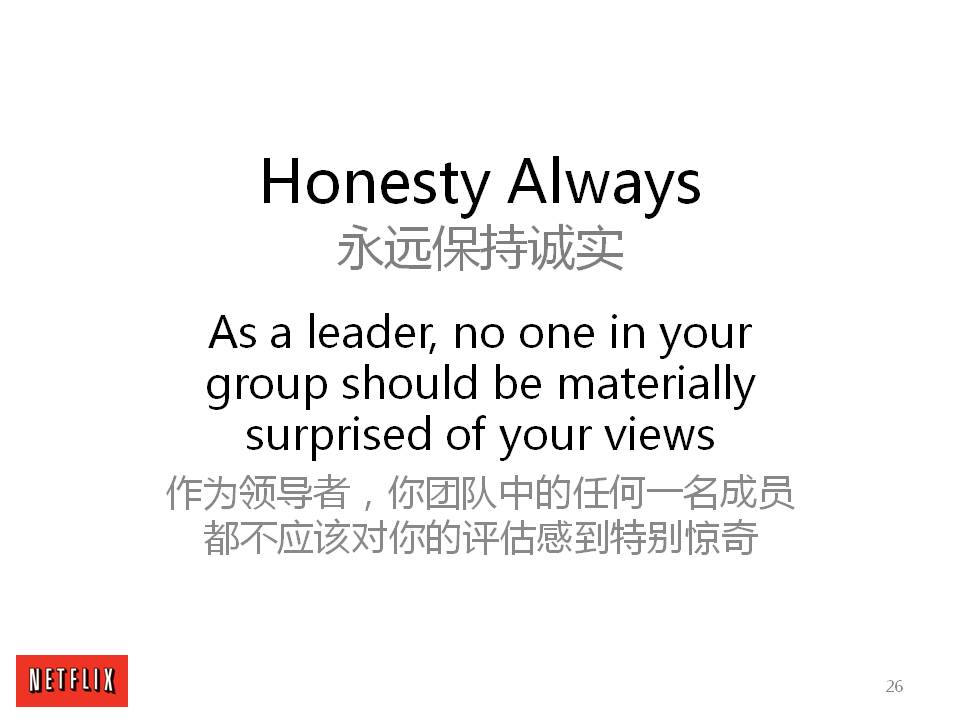 Honesty Always
永远保持诚实
As a leader, no one in your
group should be materially
surprised of your views
作为领导者，你团队中的任何一名成员
都不应该对你的评估感到特别惊奇
NETFLIX
26